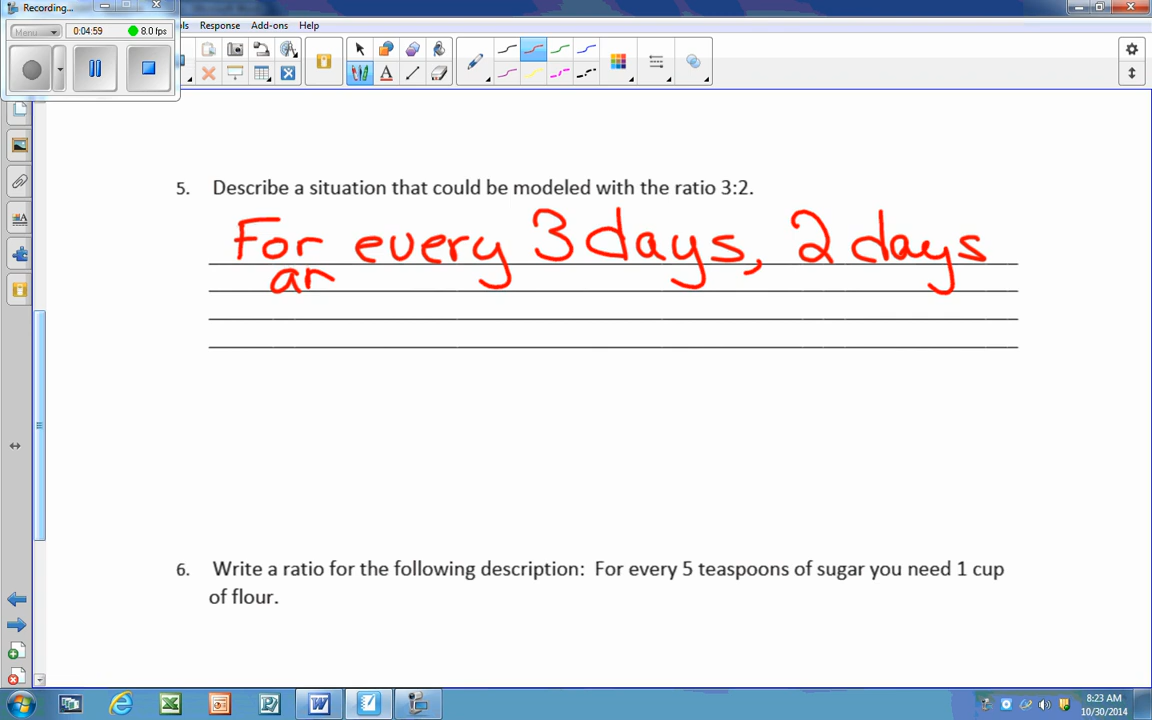 Recording...
Menu
0:04:59
8.0 fps
ls Response Add-ons Help
5. Describe a situation that could be modeled with the ratio 3:2.
For every 3 days, 2 days
an
6. Write a ratio for the following description: For every 5 teaspoons of sugar you need 1 cup
of flour.
8:23 AM
10/30/2014